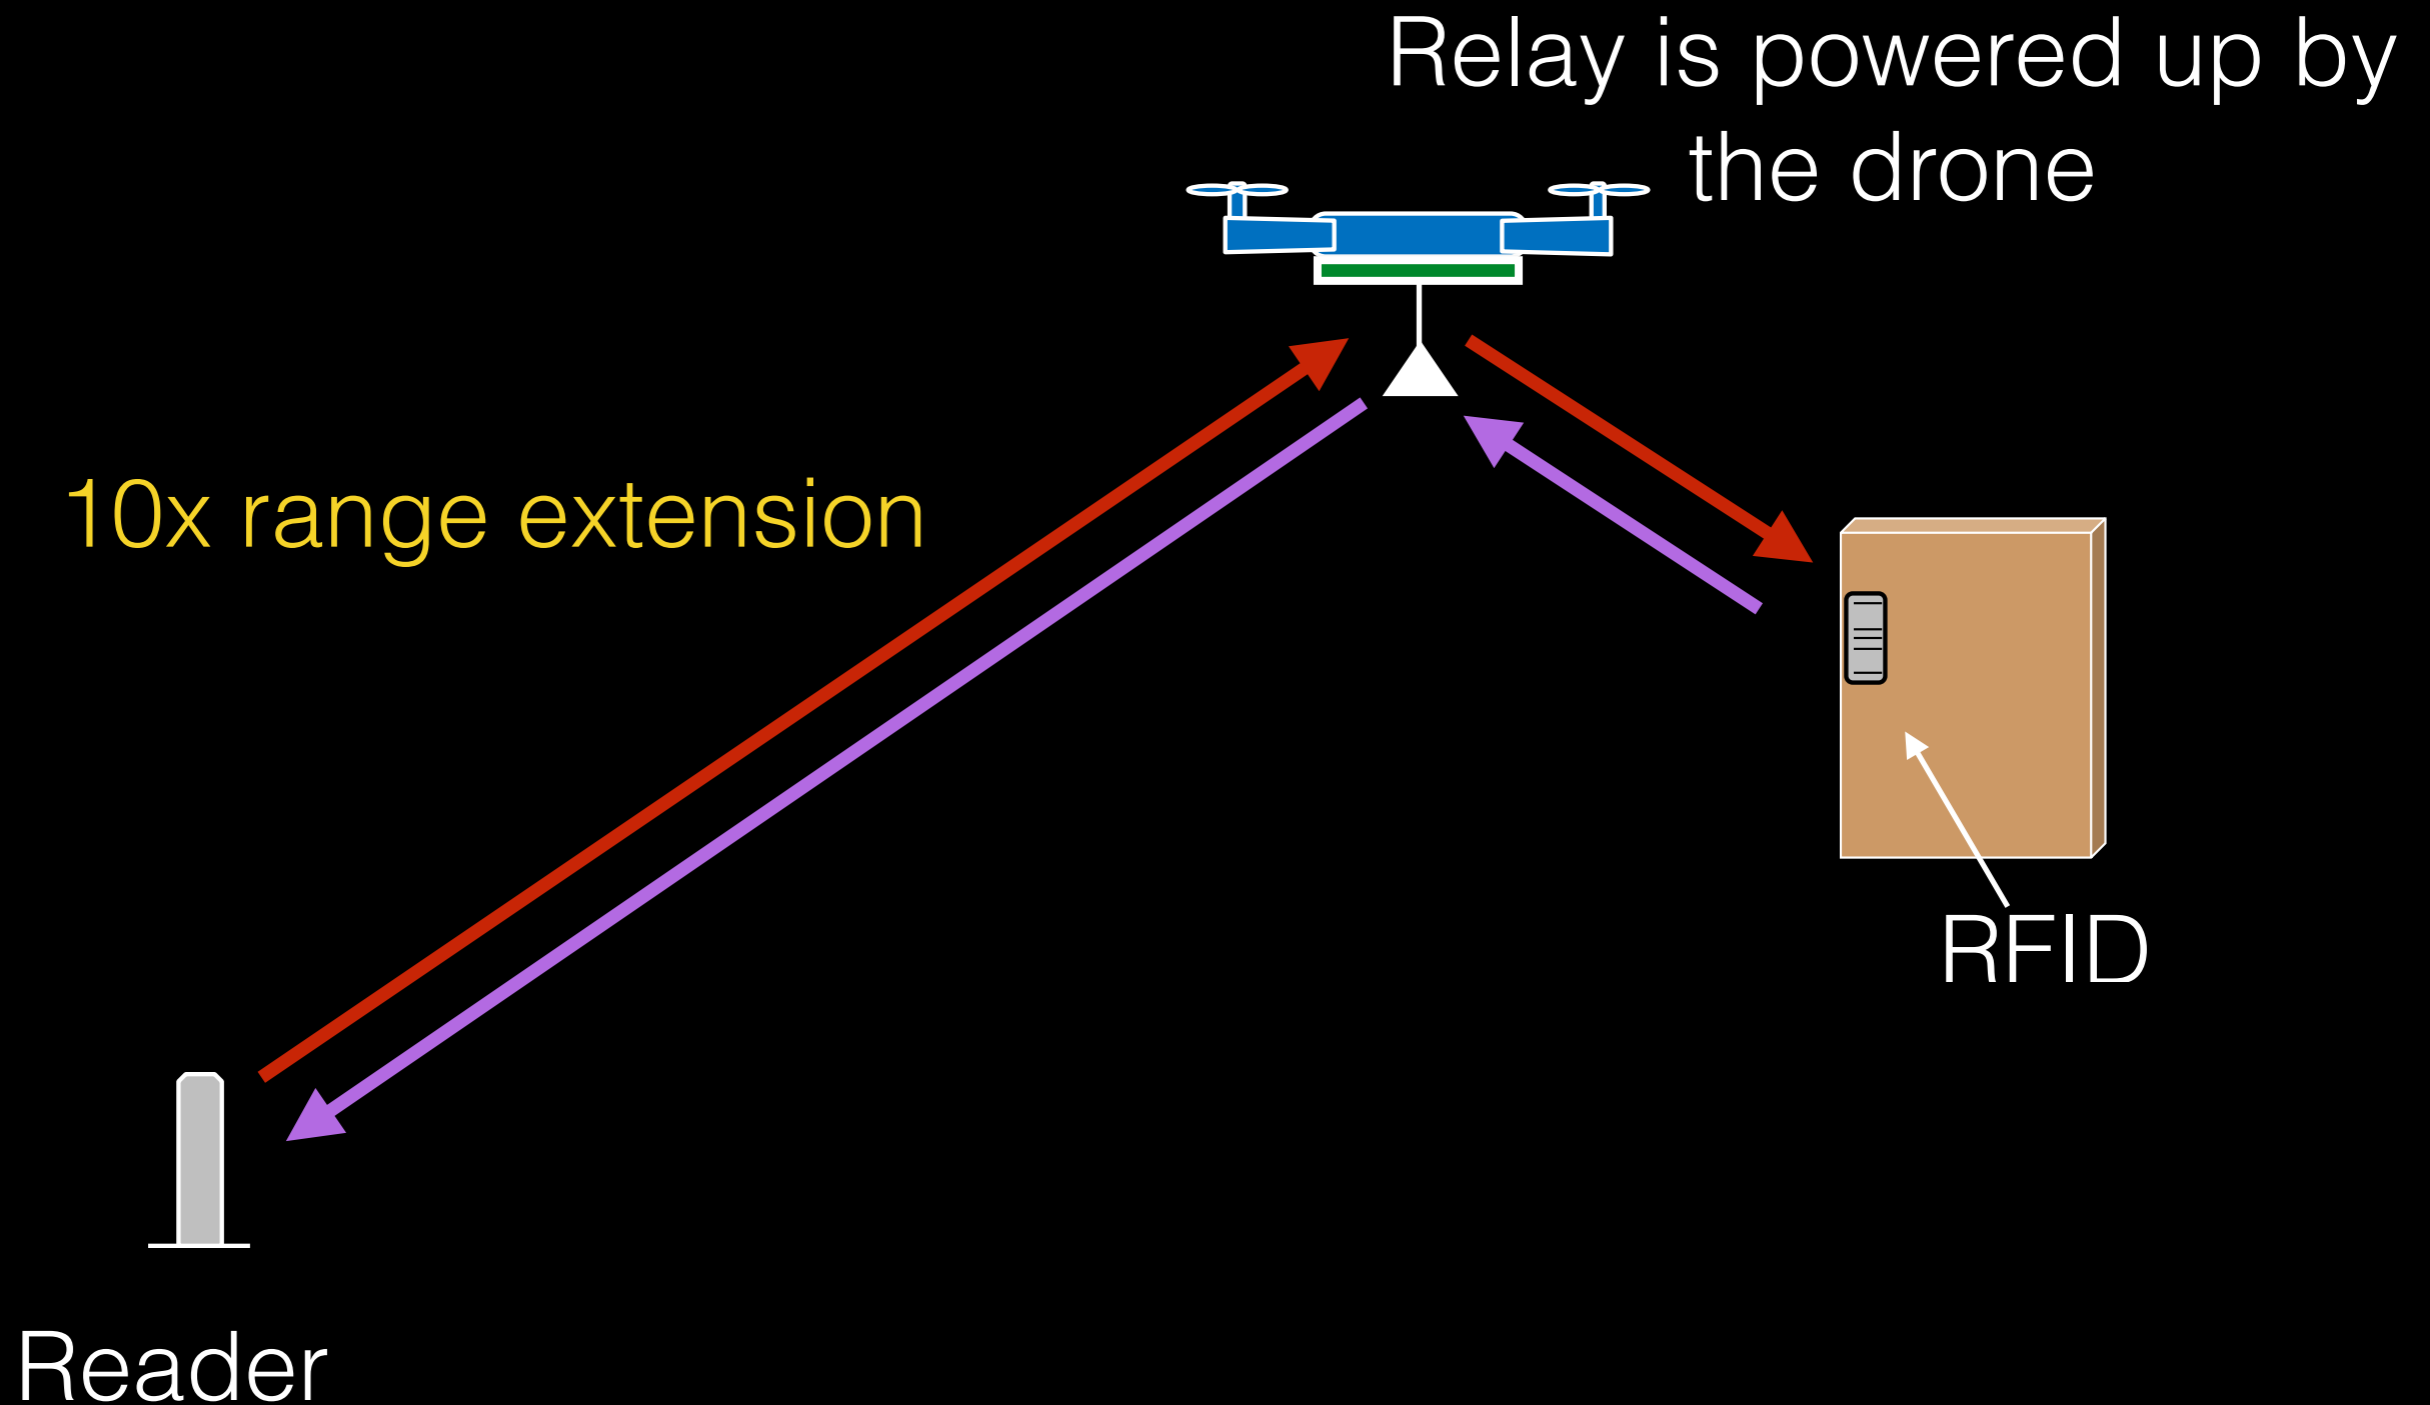 Relay is powered up by
the drone
10x range extension
RFID
Reader